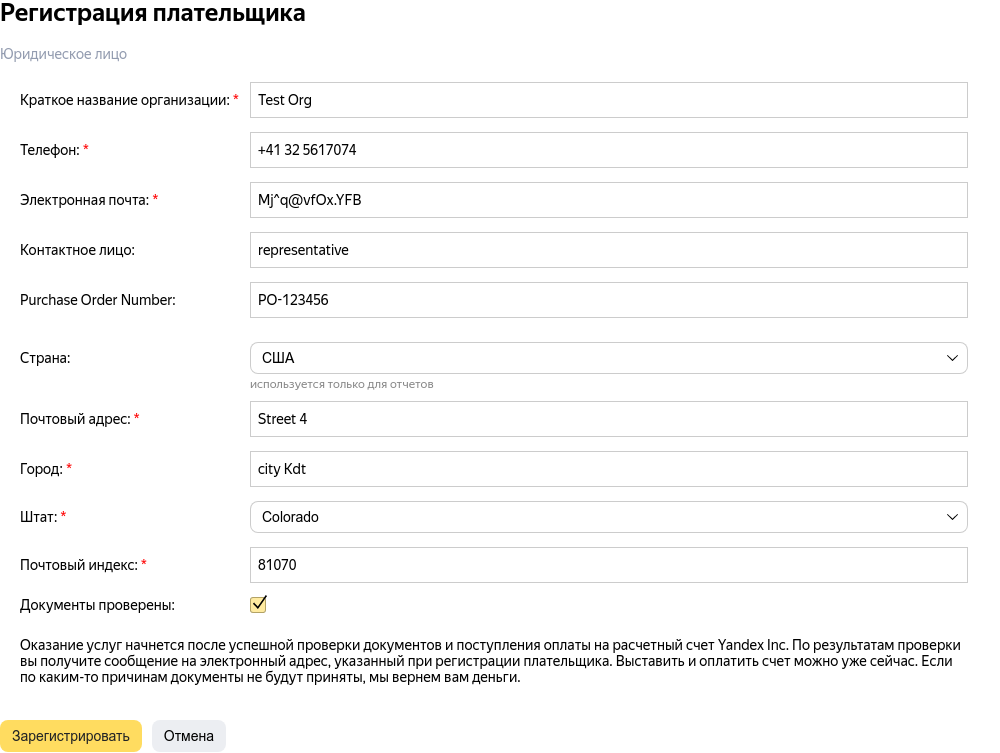 Регистрация плательщика
Юридическое лицо
Краткое название организации: * Test Org
Телефон: * +41 32 5617074
Электронная почта: * Mj^q@vfOx.YFB
Контактное лицо: representative
Purchase Order Number: PO-123456
Страна: США
используется только для отчетов
Почтовый адрес: * Street 4
Город: * city Kdt
Штат: * Colorado
Почтовый индекс: * 81070
Документы проверены:
Оказание услуг начнется после успешной проверки документов и поступления оплаты на расчетный счет Yandex Inc. По результатам проверки
вы получите сообщение на электронный адрес, указанный при регистрации плательщика. Выставить и оплатить счет можно уже сейчас. Если
по каким-то причинам документы не будут приняты, мы вернем вам деньги.
Зарегистрировать Отмена